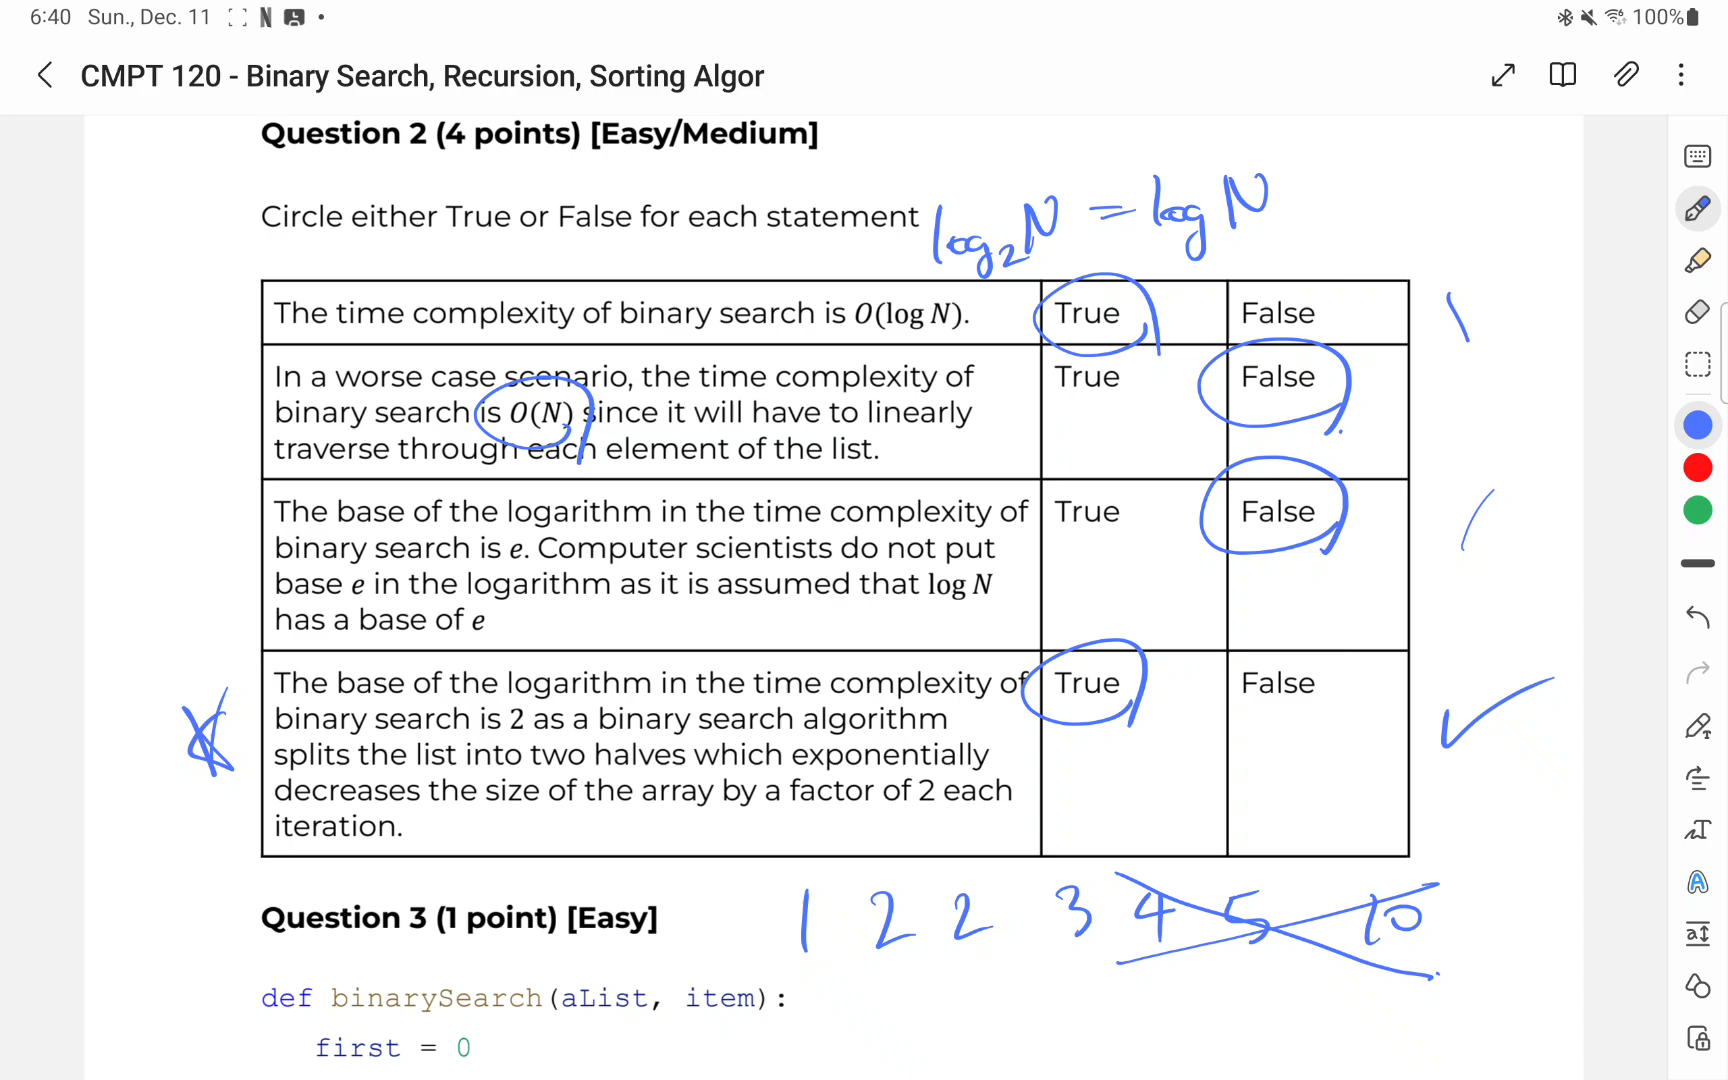 6:40 Sun., Dec. 11 100%
CMPT 120 - Binary Search, Recursion, Sorting Algor
Question 2 (4 points) [Easy/Medium]
log₂N = log N
Circle either True or False for each statement
The time complexity of binary search is O(log N). True False
In a worse case scenario, the time complexity of True False
binary search is O(N) since it will have to linearly
traverse through each element of the list.
The base of the logarithm in the time complexity of True False
binary search is e. Computer scientists do not put
base e in the logarithm as it is assumed that log N
has a base of e
The base of the logarithm in the time complexity of True False
binary search is 2 as a binary search algorithm
splits the list into two halves which exponentially
decreases the size of the array by a factor of 2 each
iteration.
Question 3 (1 point) [Easy] 1 2 2 3 4 5 10
def binarySearch(aList, item):
first = 0